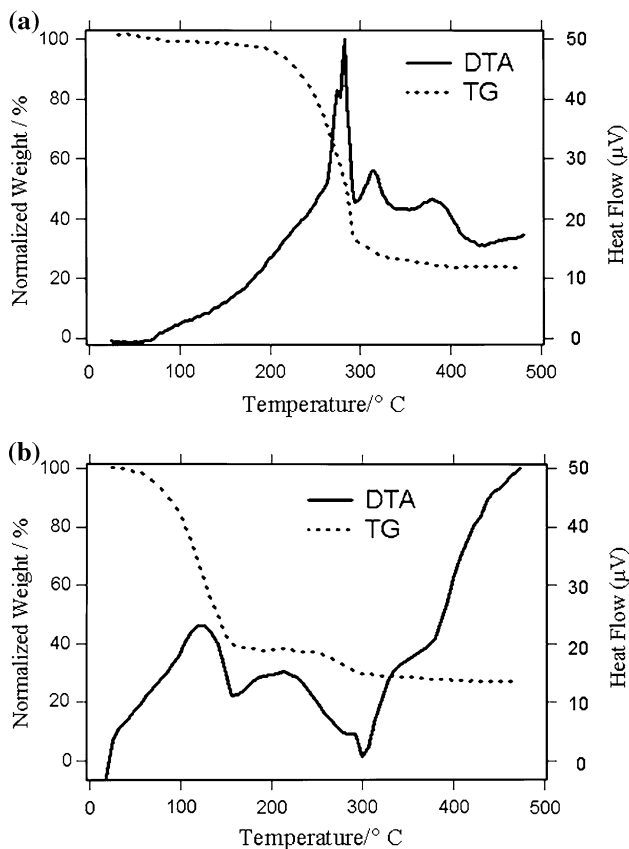 (a)
100
80
60
40
20
0
Normalized Weight / %
DTA
TG
50
40
30
20
10
0
Heat Flow (µV)
0 100 200 300 400 500
Temperature/° C
(b)
100
80
60
40
20
0
Normalized Weight / %
DTA
TG
50
40
30
20
10
0
Heat Flow (µV)
0 100 200 300 400 500
Temperature/° C